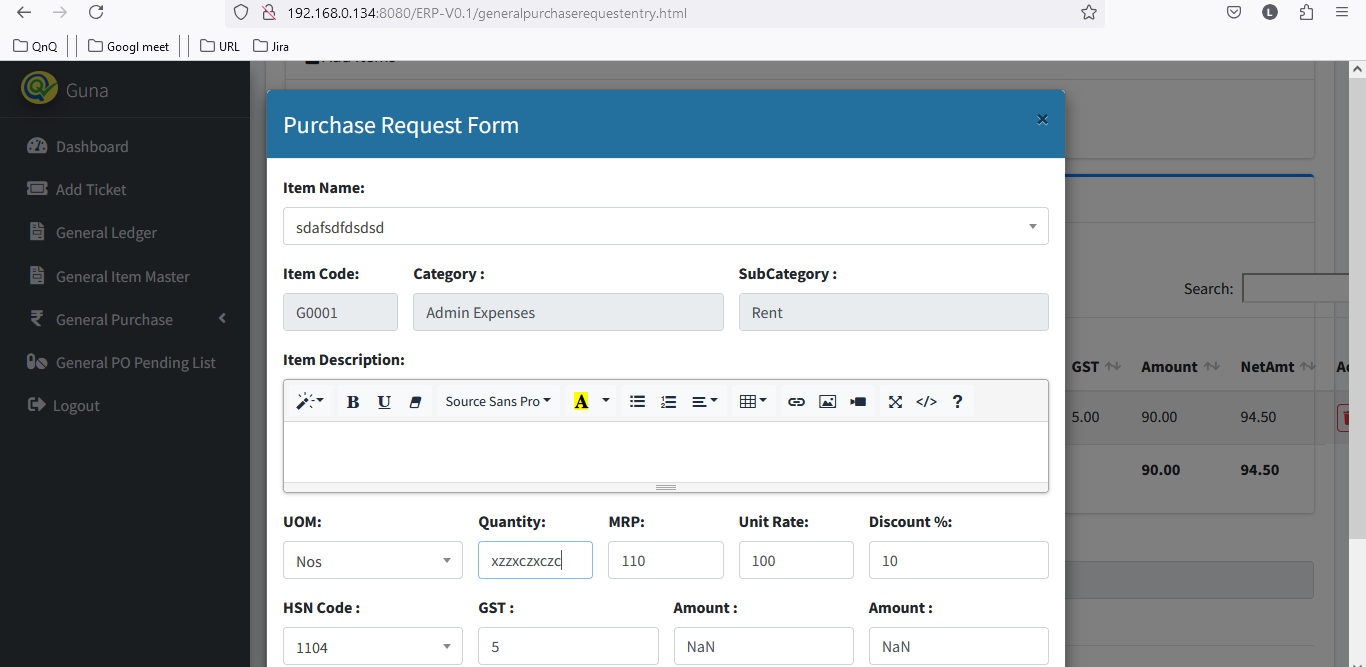 192.168.0.134:8080/ERP-V0.1/generalpurchaserequestentry.html
L
QnQ
Googl meet
URL
Jira
Guna
Dashboard
Add Ticket
General Ledger
General Item Master
General Purchase
General PO Pending List
Logout
Add Items
Purchase Request Form
×
Item Name:
sdafsdfdsdsd
Item Code: Category : SubCategory :
G0001 Admin Expenses Rent
Item Description:
B U Source Sans Pro A </> ?
UOM: Quantity: MRP: Unit Rate: Discount %:
Nos xzzxczxczc 110 100 10
HSN Code : GST : Amount : Amount :
1104 5 NaN NaN
Search:
GST Amount NetAmt
5.00 90.00 94.50
90.00 94.50